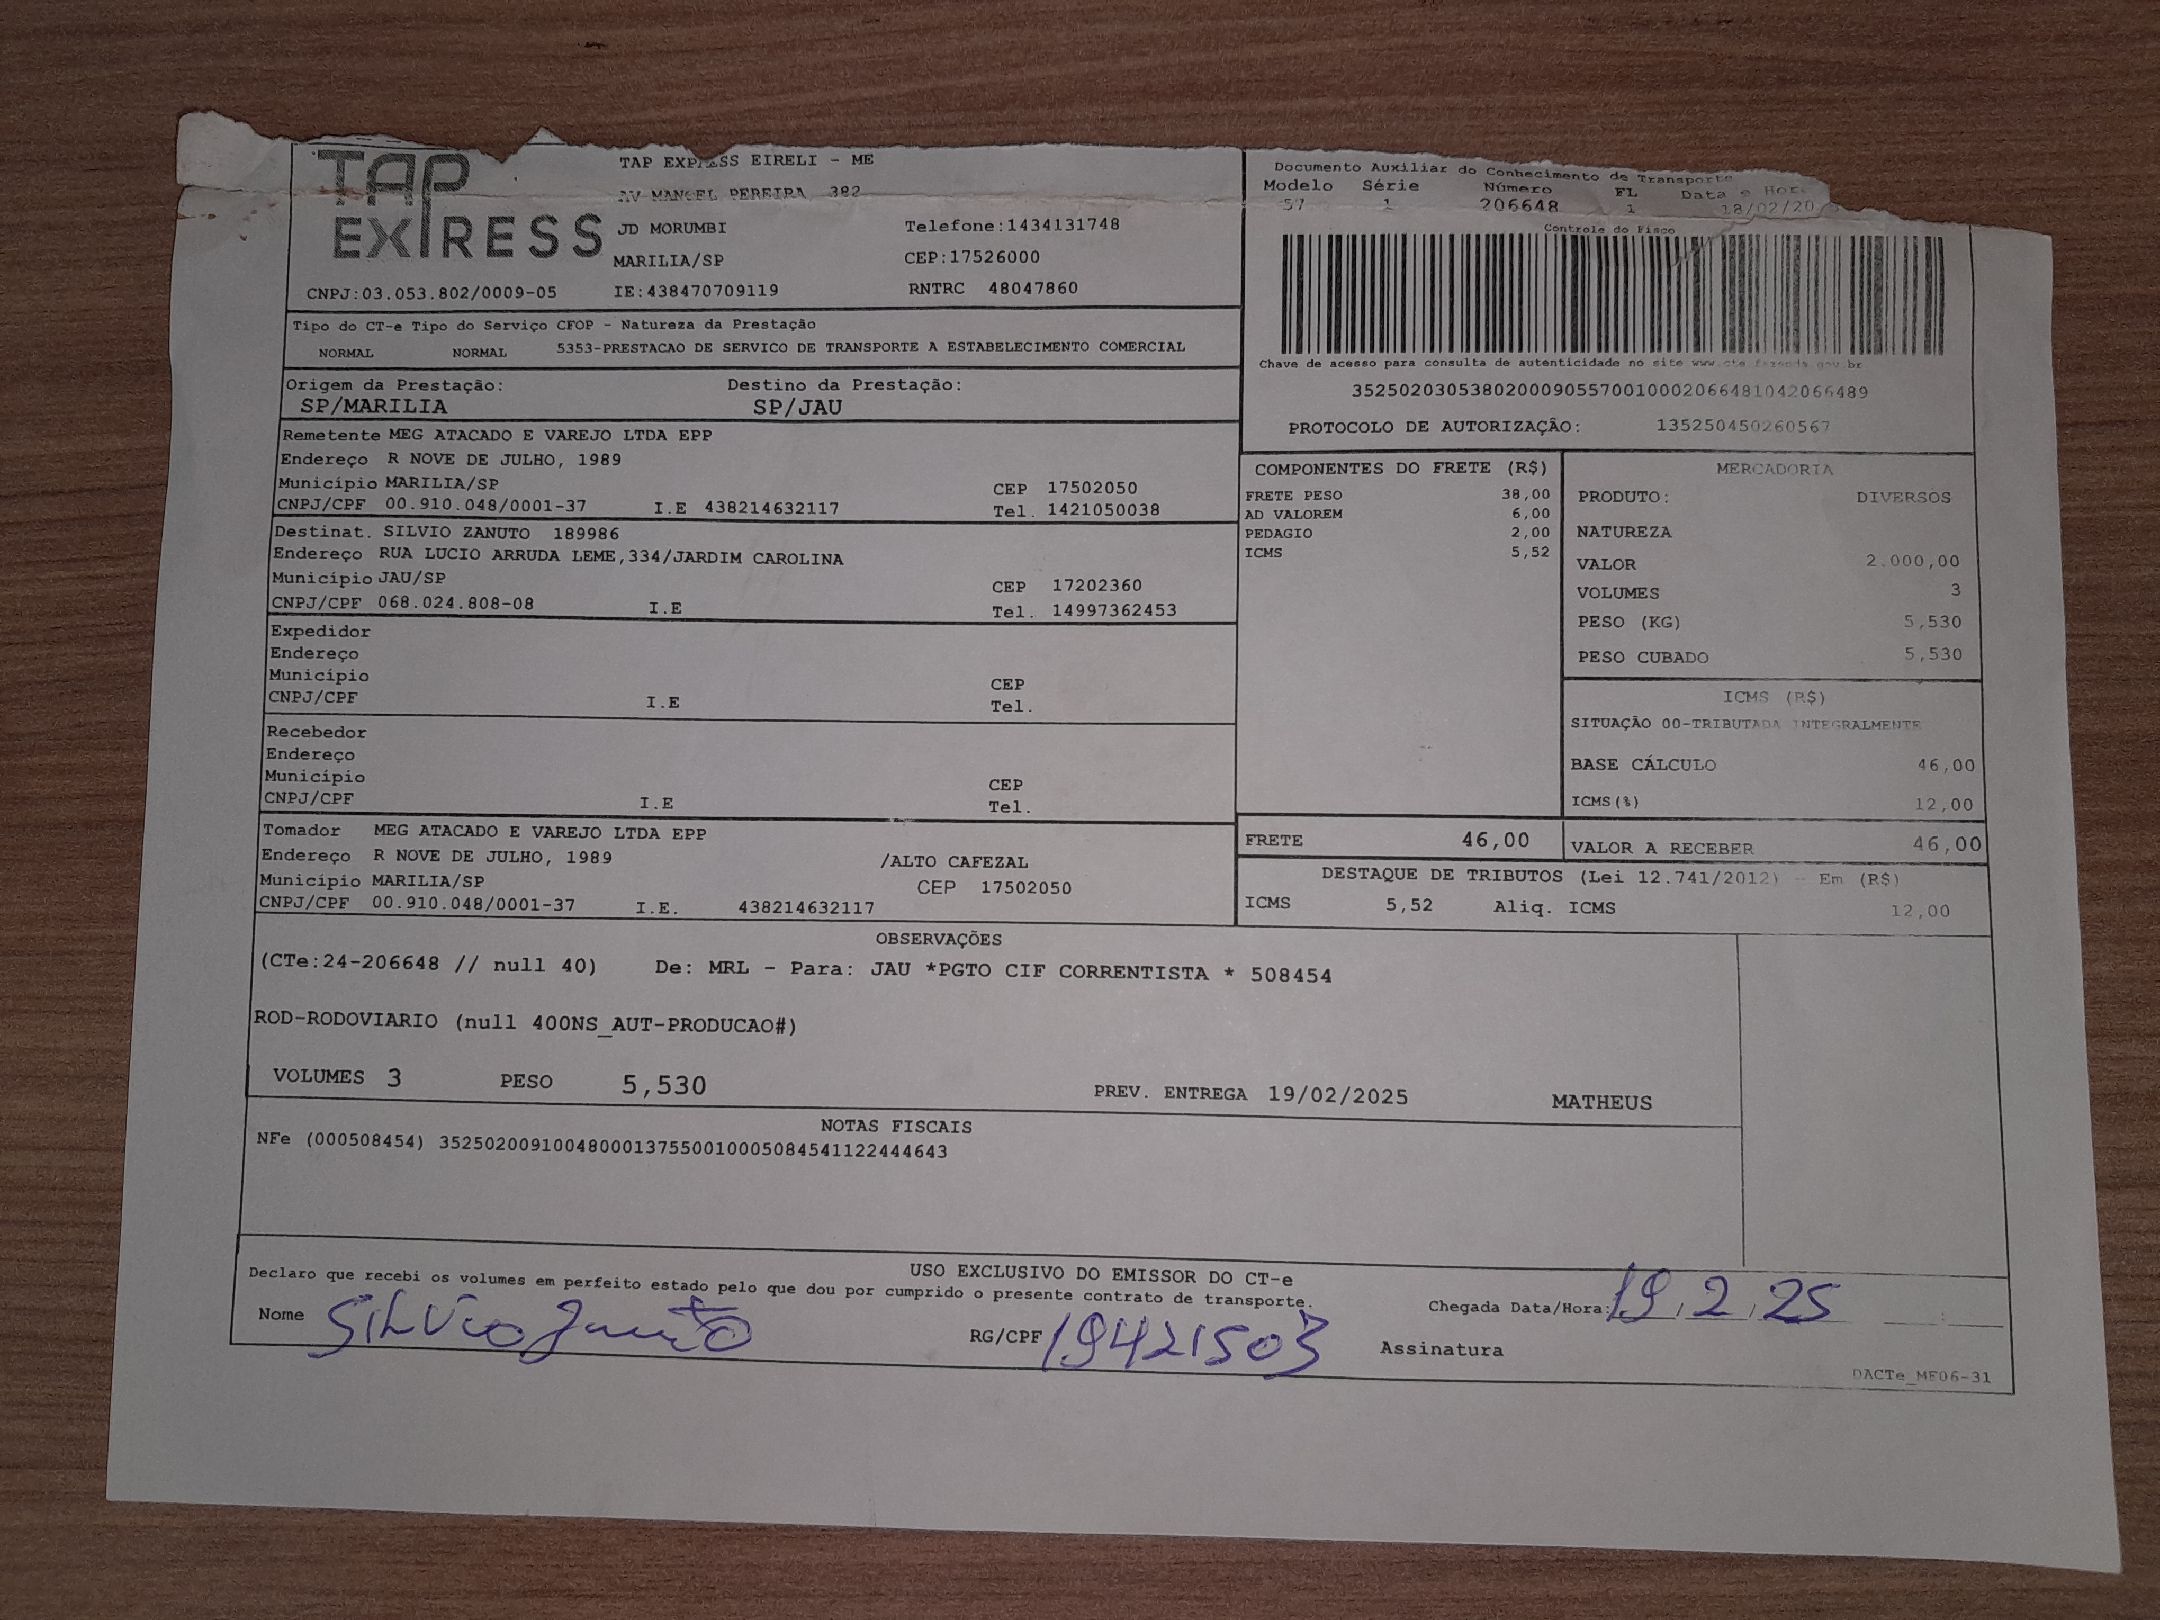 TAP
EXPRESS
TAP EXPRESS EIRELI - ME
AV MANOEL PEREIRA 382
JD MORUMBI Telefone:1434131748
MARILIA/SP CEP:17526000
CNPJ:03.053.802/0009-05 IE:438470709119 RNTRC 48047860
Documento Auxiliar do Conhecimento de Transporte
Modelo Série Número FL Data e Hora
57 1 206648 1 18/02/20
Controle do Fisco
Chave de acesso para consulta de autenticidade no site www.cte.fazenda.gov.br
35250203053802000905570010002066481042066489
PROTOCOLO DE AUTORIZAÇÃO: 135250450260567
Tipo do CT-e Tipo do Serviço CFOP - Natureza da Prestação
NORMAL NORMAL 5353-PRESTACAO DE SERVICO DE TRANSPORTE A ESTABELECIMENTO COMERCIAL
Origem da Prestação: Destino da Prestação:
SP/MARILIA SP/JAU
Remetente MEG ATACADO E VAREJO LTDA EPP
Endereço R NOVE DE JULHO, 1989
Município MARILIA/SP CEP 17502050
CNPJ/CPF 00.910.048/0001-37 I.E 438214632117 Tel. 1421050038
Destinat. SILVIO ZANUTO 189986
Endereço RUA LUCIO ARRUDA LEME,334/JARDIM CAROLINA
Município JAU/SP CEP 17202360
CNPJ/CPF 068.024.808-08 I.E Tel. 14997362453
Expedidor
Endereço
Município CEP
CNPJ/CPF I.E Tel.
Recebedor
Endereço
Município CEP
CNPJ/CPF I.E Tel.
Tomador MEG ATACADO E VAREJO LTDA EPP
Endereço R NOVE DE JULHO, 1989 /ALTO CAFEZAL
Município MARILIA/SP CEP 17502050
CNPJ/CPF 00.910.048/0001-37 I.E. 438214632117
COMPONENTES DO FRETE (R$)
FRETE PESO 38,00
AD VALOREM 6,00
PEDAGIO 2,00
ICMS 5,52
MERCADORIA
PRODUTO: DIVERSOS
NATUREZA
VALOR 2.000,00
VOLUMES 3
PESO (KG) 5,530
PESO CUBADO 5,530
ICMS (R$)
SITUAÇÃO 00-TRIBUTADA INTEGRALMENTE
BASE CÁLCULO 46,00
ICMS(%) 12,00
FRETE 46,00 VALOR A RECEBER 46,00
DESTAQUE DE TRIBUTOS (Lei 12.741/2012) - Em (R$)
ICMS 5,52 Aliq. ICMS 12,00
OBSERVAÇÕES
(CTe:24-206648 // null 40) De: MRL - Para: JAU *PGTO CIF CORRENTISTA * 508454
ROD-RODOVIARIO (null 400NS_AUT-PRODUCAO#)
VOLUMES 3 PESO 5,530 PREV. ENTREGA 19/02/2025 MATHEUS
NOTAS FISCAIS
NFe (000508454) 35250200910048000137550010005084541122444643
USO EXCLUSIVO DO EMISSOR DO CT-e
Declaro que recebi os volumes em perfeito estado pelo que dou por cumprido o presente contrato de transporte.
Nome Silvio Zanuto RG/CPF 19421503 Chegada Data/Hora: 19/2/25 __:__
Assinatura
DACTe_MF06-31